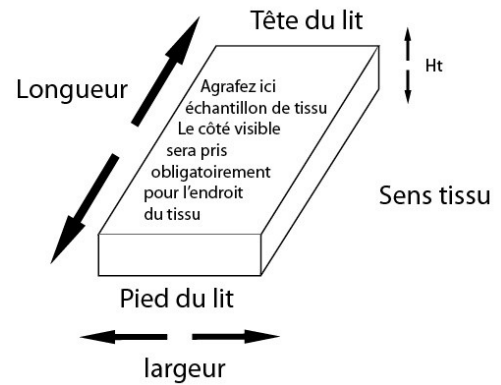 Tête du lit
Ht
Longueur
Agrafez ici
échantillon de tissu
Le côté visible
sera pris
obligatoirement
pour l'endroit
du tissu
Sens tissu
Pied du lit
largeur